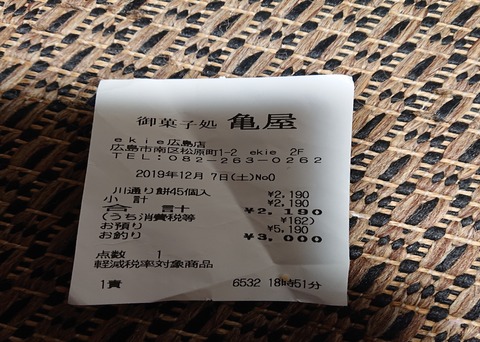 御菓子処 亀屋
ekie広島店
広島市南区松原町1-2 ekie 2F
TEL:082-263-0262
2019年12月 7日(土)No0
川通り餅45個入 ¥2,190
小 計 ¥2,190
合 計 ¥2,190
(うち消費税等 ¥162)
お預り ¥5,190
お釣り ¥3,000
点数 1
軽減税率対象商品
1責 6532 18時51分